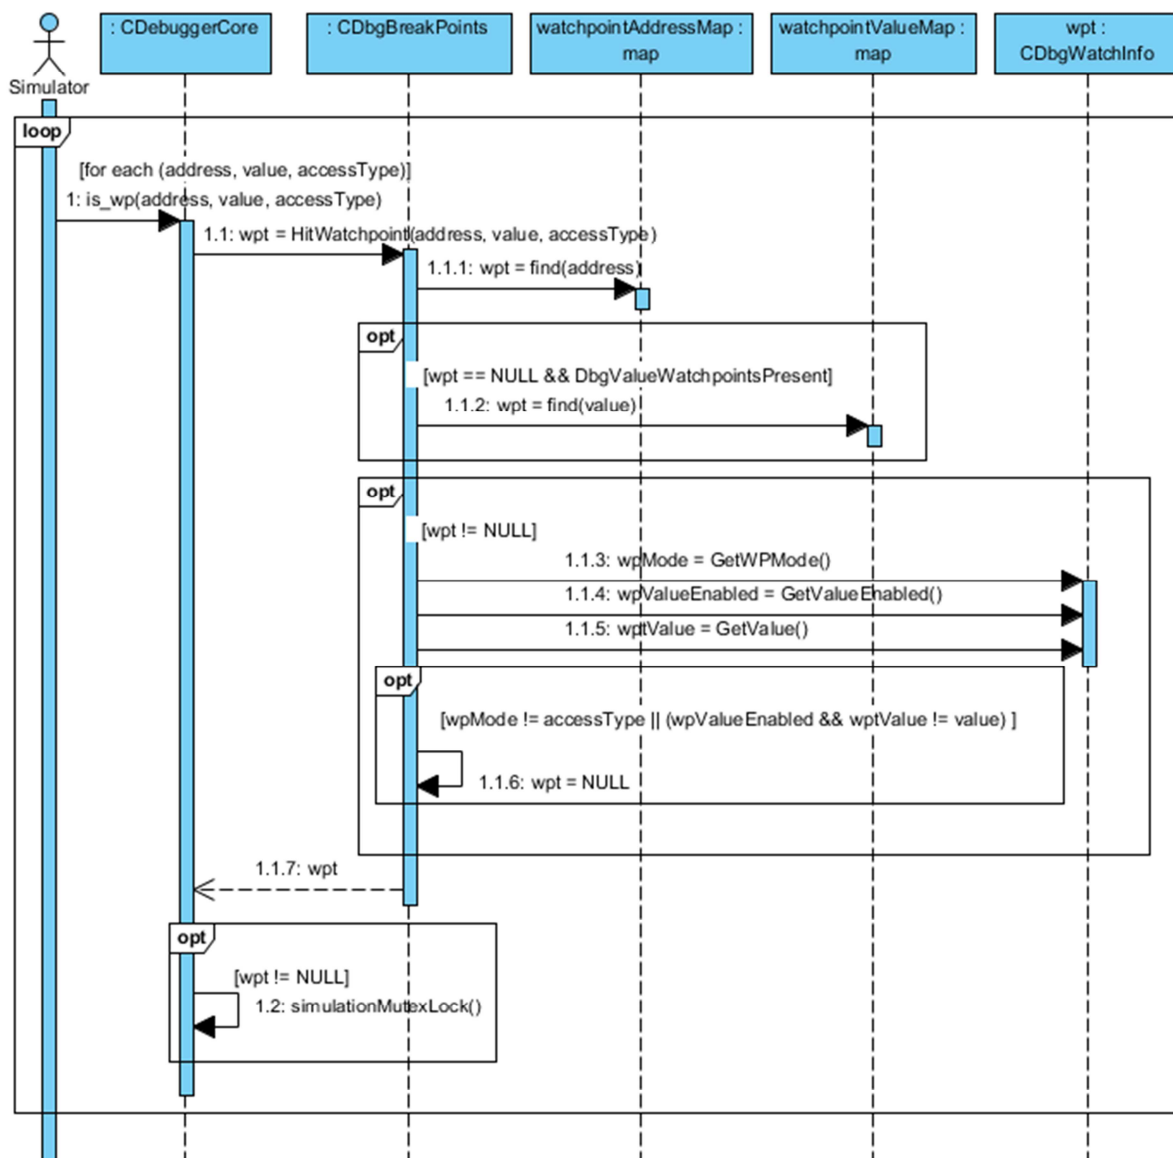 : CDebuggerCore
: CDbgBreakPoints
watchpointAddressMap :
map
watchpointValueMap :
map
wpt :
CDbgWatchInfo
Simulator
loop
[for each (address, value, accessType)]
1: is_wp(address, value, accessType)
1.1: wpt = HitWatchpoint(address, value, accessType)
1.1.1: wpt = find(address)
opt
[wpt == NULL && DbgValueWatchpointsPresent]
1.1.2: wpt = find(value)
opt
[wpt != NULL]
1.1.3: wpMode = GetWPMode()
1.1.4: wpValueEnabled = GetValueEnabled()
1.1.5: wptValue = GetValue()
opt
[wpMode != accessType || (wpValueEnabled && wptValue != value) ]
1.1.6: wpt = NULL
1.1.7: wpt
opt
[wpt != NULL]
1.2: simulationMutexLock()